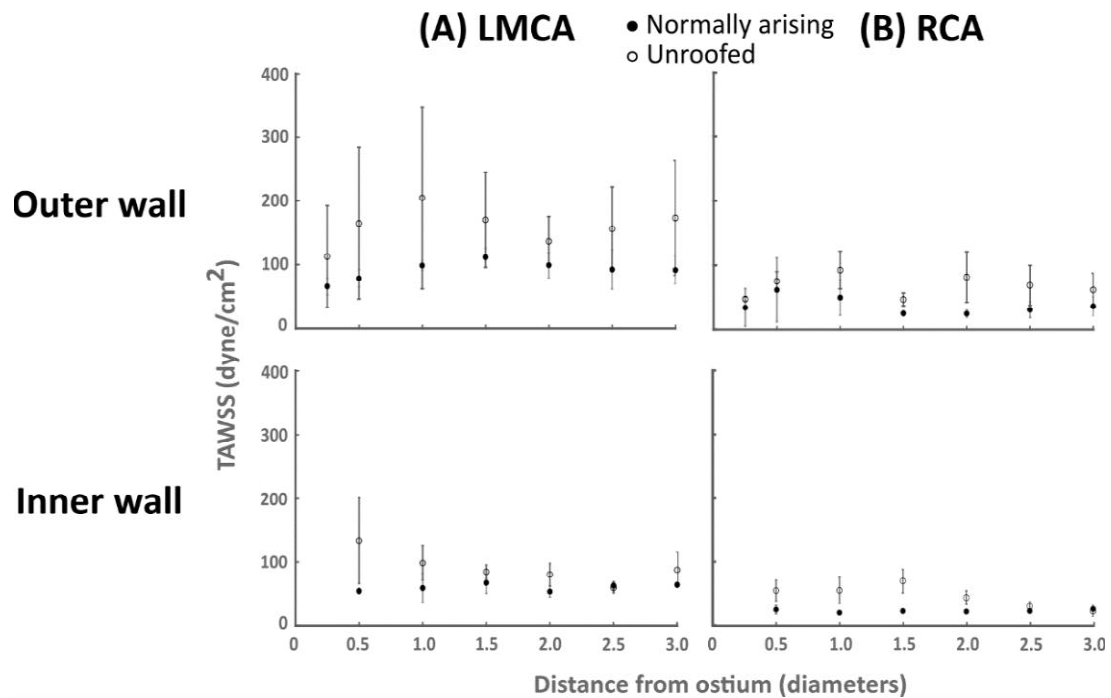 (A) LMCA
● Normally arising
○ Unroofed
(B) RCA
Outer wall
Inner wall
TAWSS (dyne/cm²)
400
300
200
100
0
400
300
200
100
0
0 0.5 1.0 1.5 2.0 2.5 3.0
0 0.5 1.0 1.5 2.0 2.5 3.0
Distance from ostium (diameters)